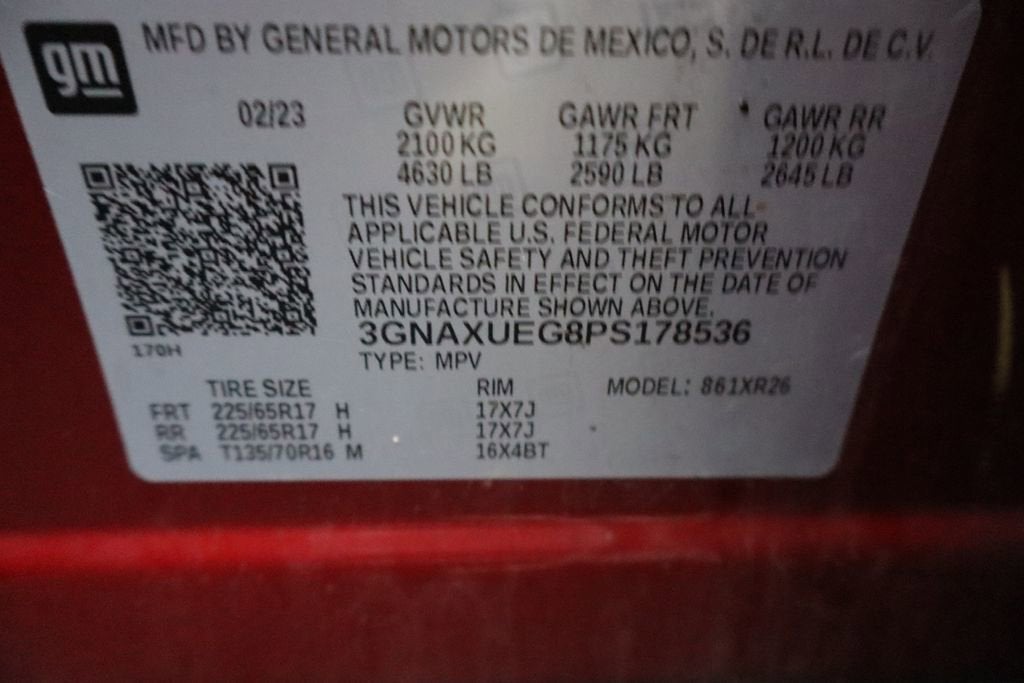 gm
MFD BY GENERAL MOTORS DE MEXICO, S. DE R.L. DE C.V.
02/23 GVWR GAWR FRT GAWR RR
2100 KG 1175 KG 1200 KG
4630 LB 2590 LB 2645 LB
THIS VEHICLE CONFORMS TO ALL
APPLICABLE U.S. FEDERAL MOTOR
VEHICLE SAFETY AND THEFT PREVENTION
STANDARDS IN EFFECT ON THE DATE OF
MANUFACTURE SHOWN ABOVE.
3GNAXUEG8PS178536
170H
TYPE: MPV
TIRE SIZE RIM MODEL: 861XR26
FRT 225/65R17 H 17X7J
RR 225/65R17 H 17X7J
SPA T135/70R16 M 16X4BT